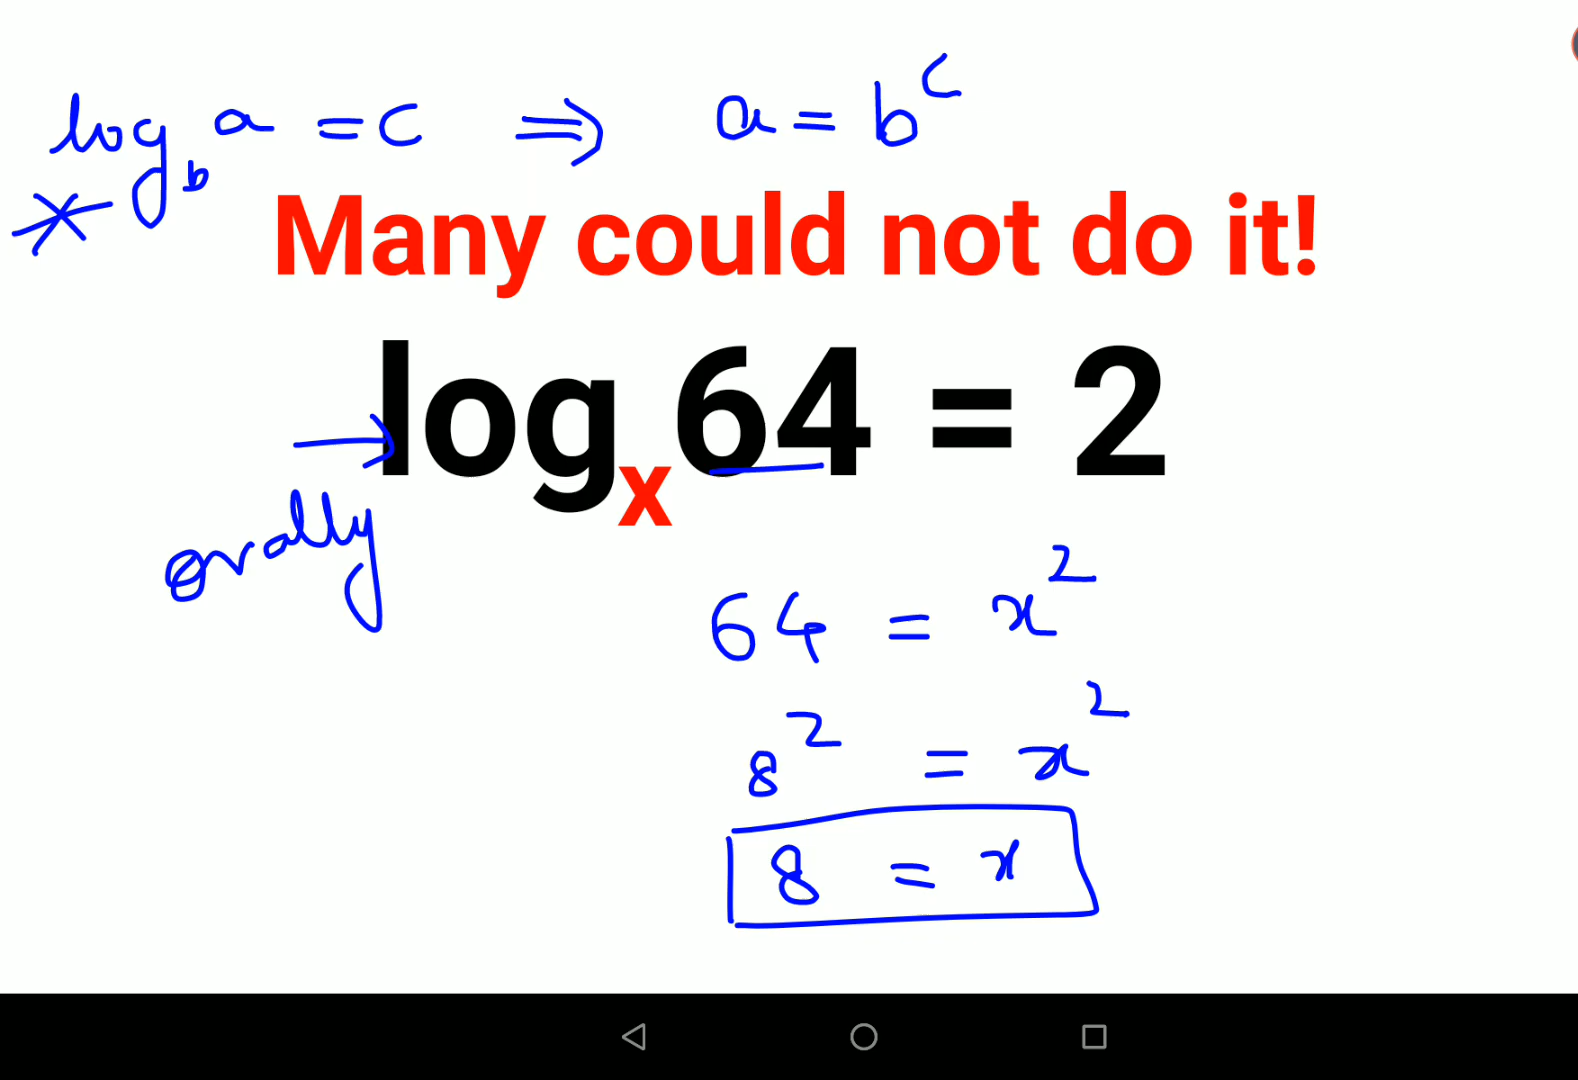 log_b a = c ⇒ a = b^c
Many could not do it!
log_x 64 = 2
orally
64 = x^2
8^2 = x^2
8 = x